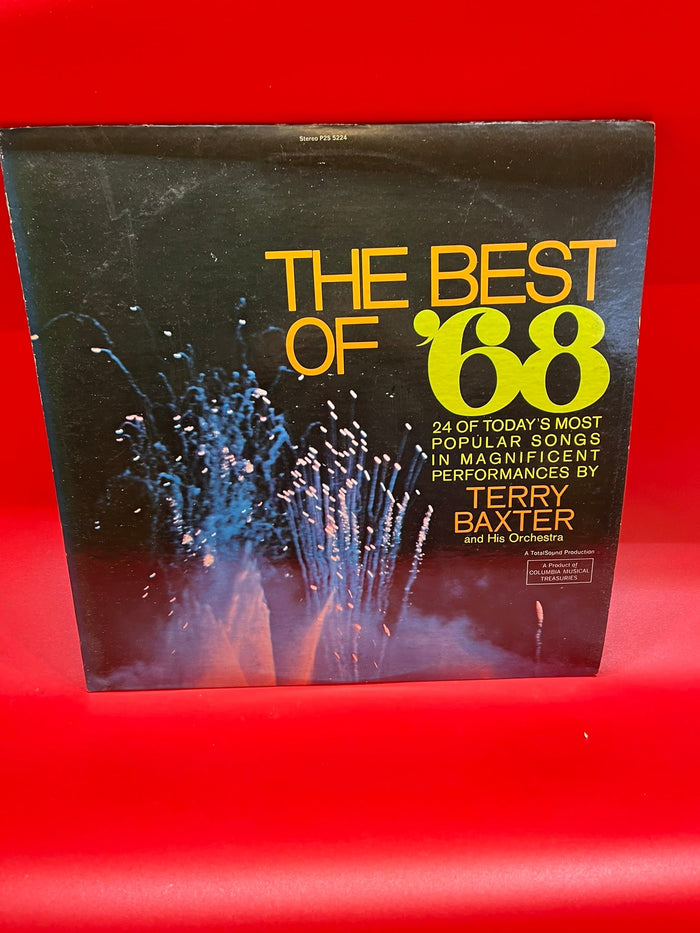 Stereo P2S 5224
THE BEST
OF '68
24 OF TODAY'S MOST
POPULAR SONGS
IN MAGNIFICENT
PERFORMANCES BY
TERRY
BAXTER
and His Orchestra
A TotalSound Production
A Product of
COLUMBIA MUSICAL
TREASURIES